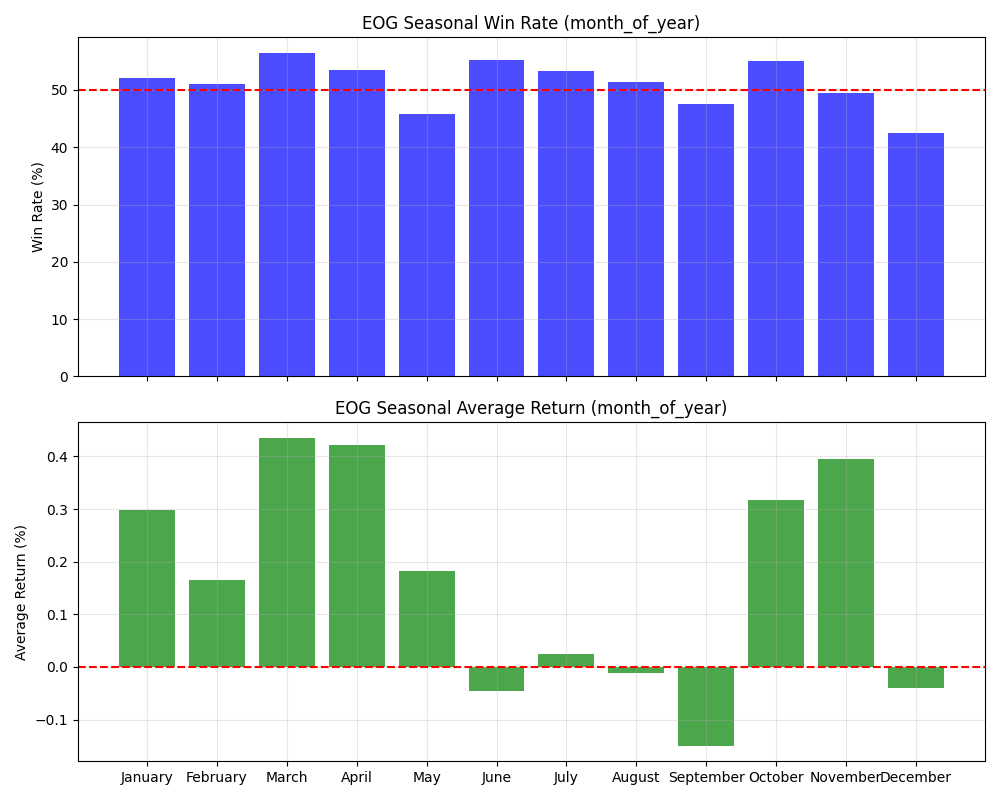 EOG Seasonal Win Rate (month_of_year)
Win Rate (%)
50
40
30
20
10
0
EOG Seasonal Average Return (month_of_year)
Average Return (%)
0.4
0.3
0.2
0.1
0.0
−0.1
January February March April May June July August September October November December